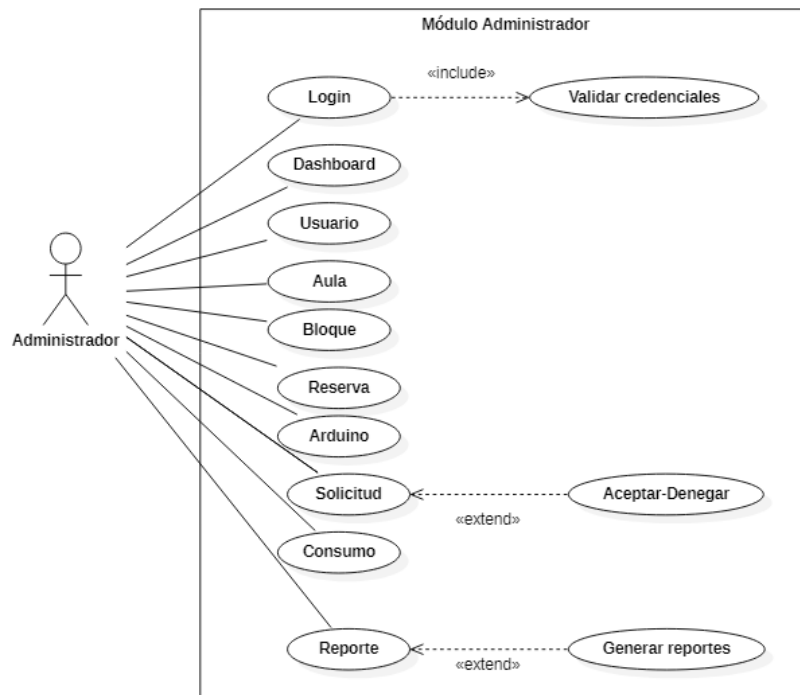 Módulo Administrador
«include»
Login
Validar credenciales
Dashboard
Usuario
Aula
Administrador
Bloque
Reserva
Arduino
Solicitud
Aceptar-Denegar
«extend»
Consumo
Reporte
Generar reportes
«extend»